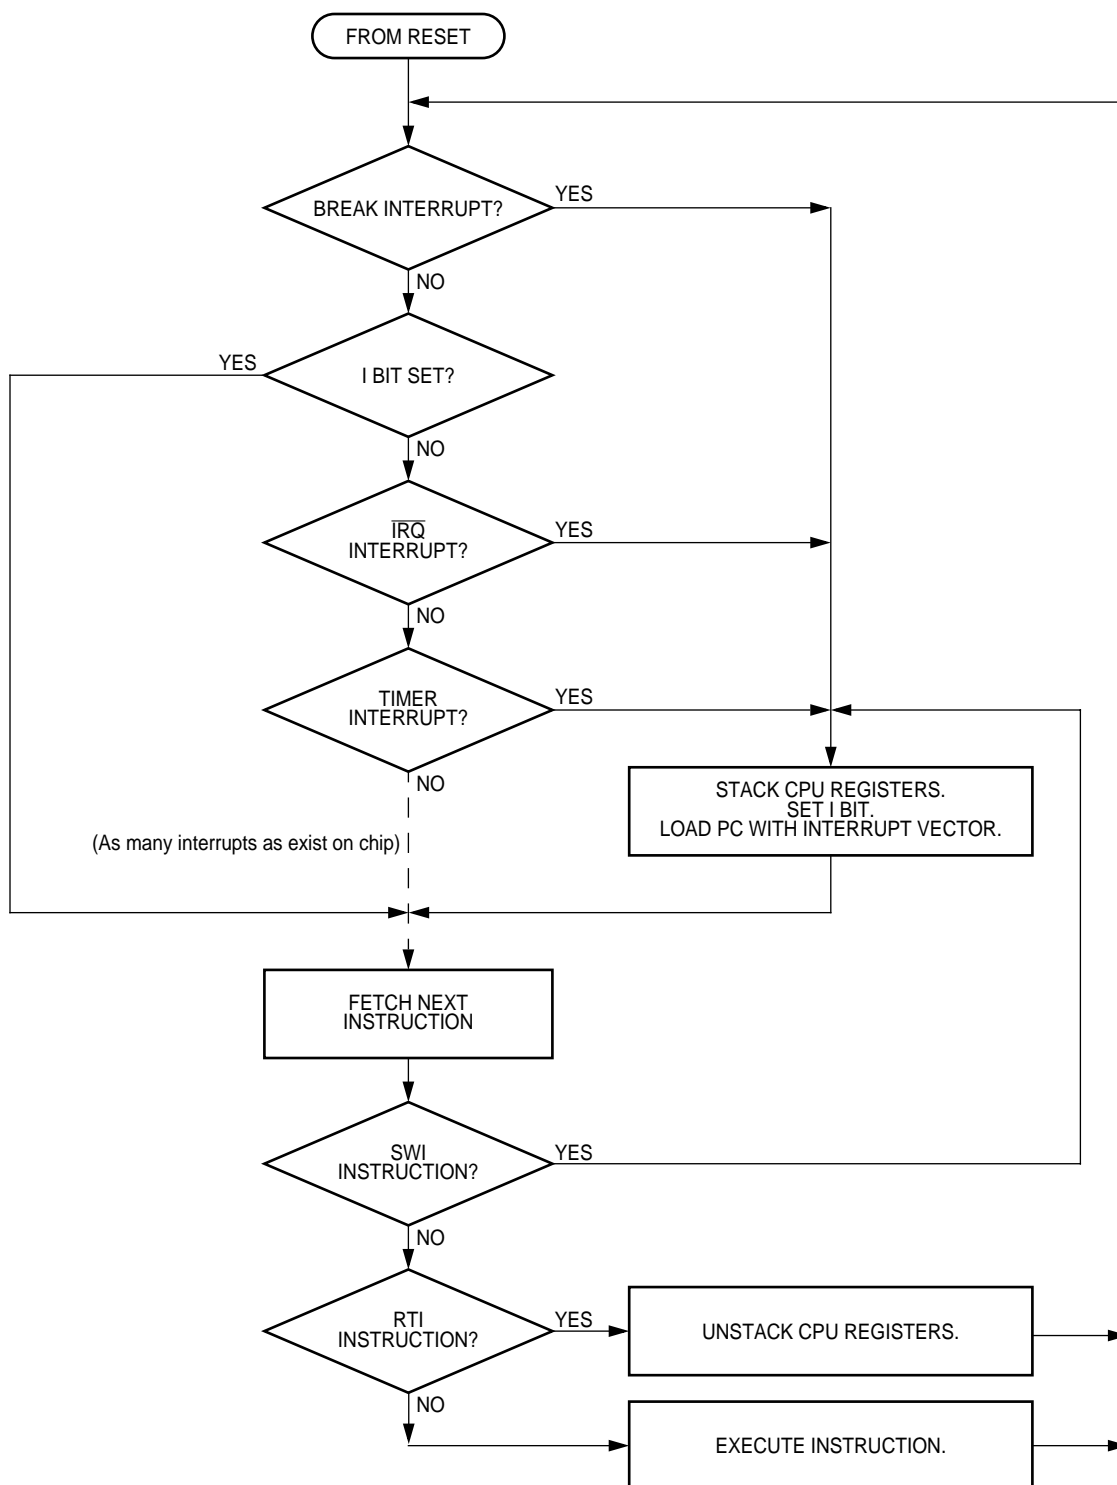 FROM RESET
BREAK INTERRUPT?
YES
NO
YES
I BIT SET?
NO
IRQ
INTERRUPT?
YES
NO
TIMER
INTERRUPT?
YES
NO
STACK CPU REGISTERS.
SET I BIT.
LOAD PC WITH INTERRUPT VECTOR.
(As many interrupts as exist on chip)
FETCH NEXT
INSTRUCTION
SWI
INSTRUCTION?
YES
NO
RTI
INSTRUCTION?
YES
UNSTACK CPU REGISTERS.
NO
EXECUTE INSTRUCTION.